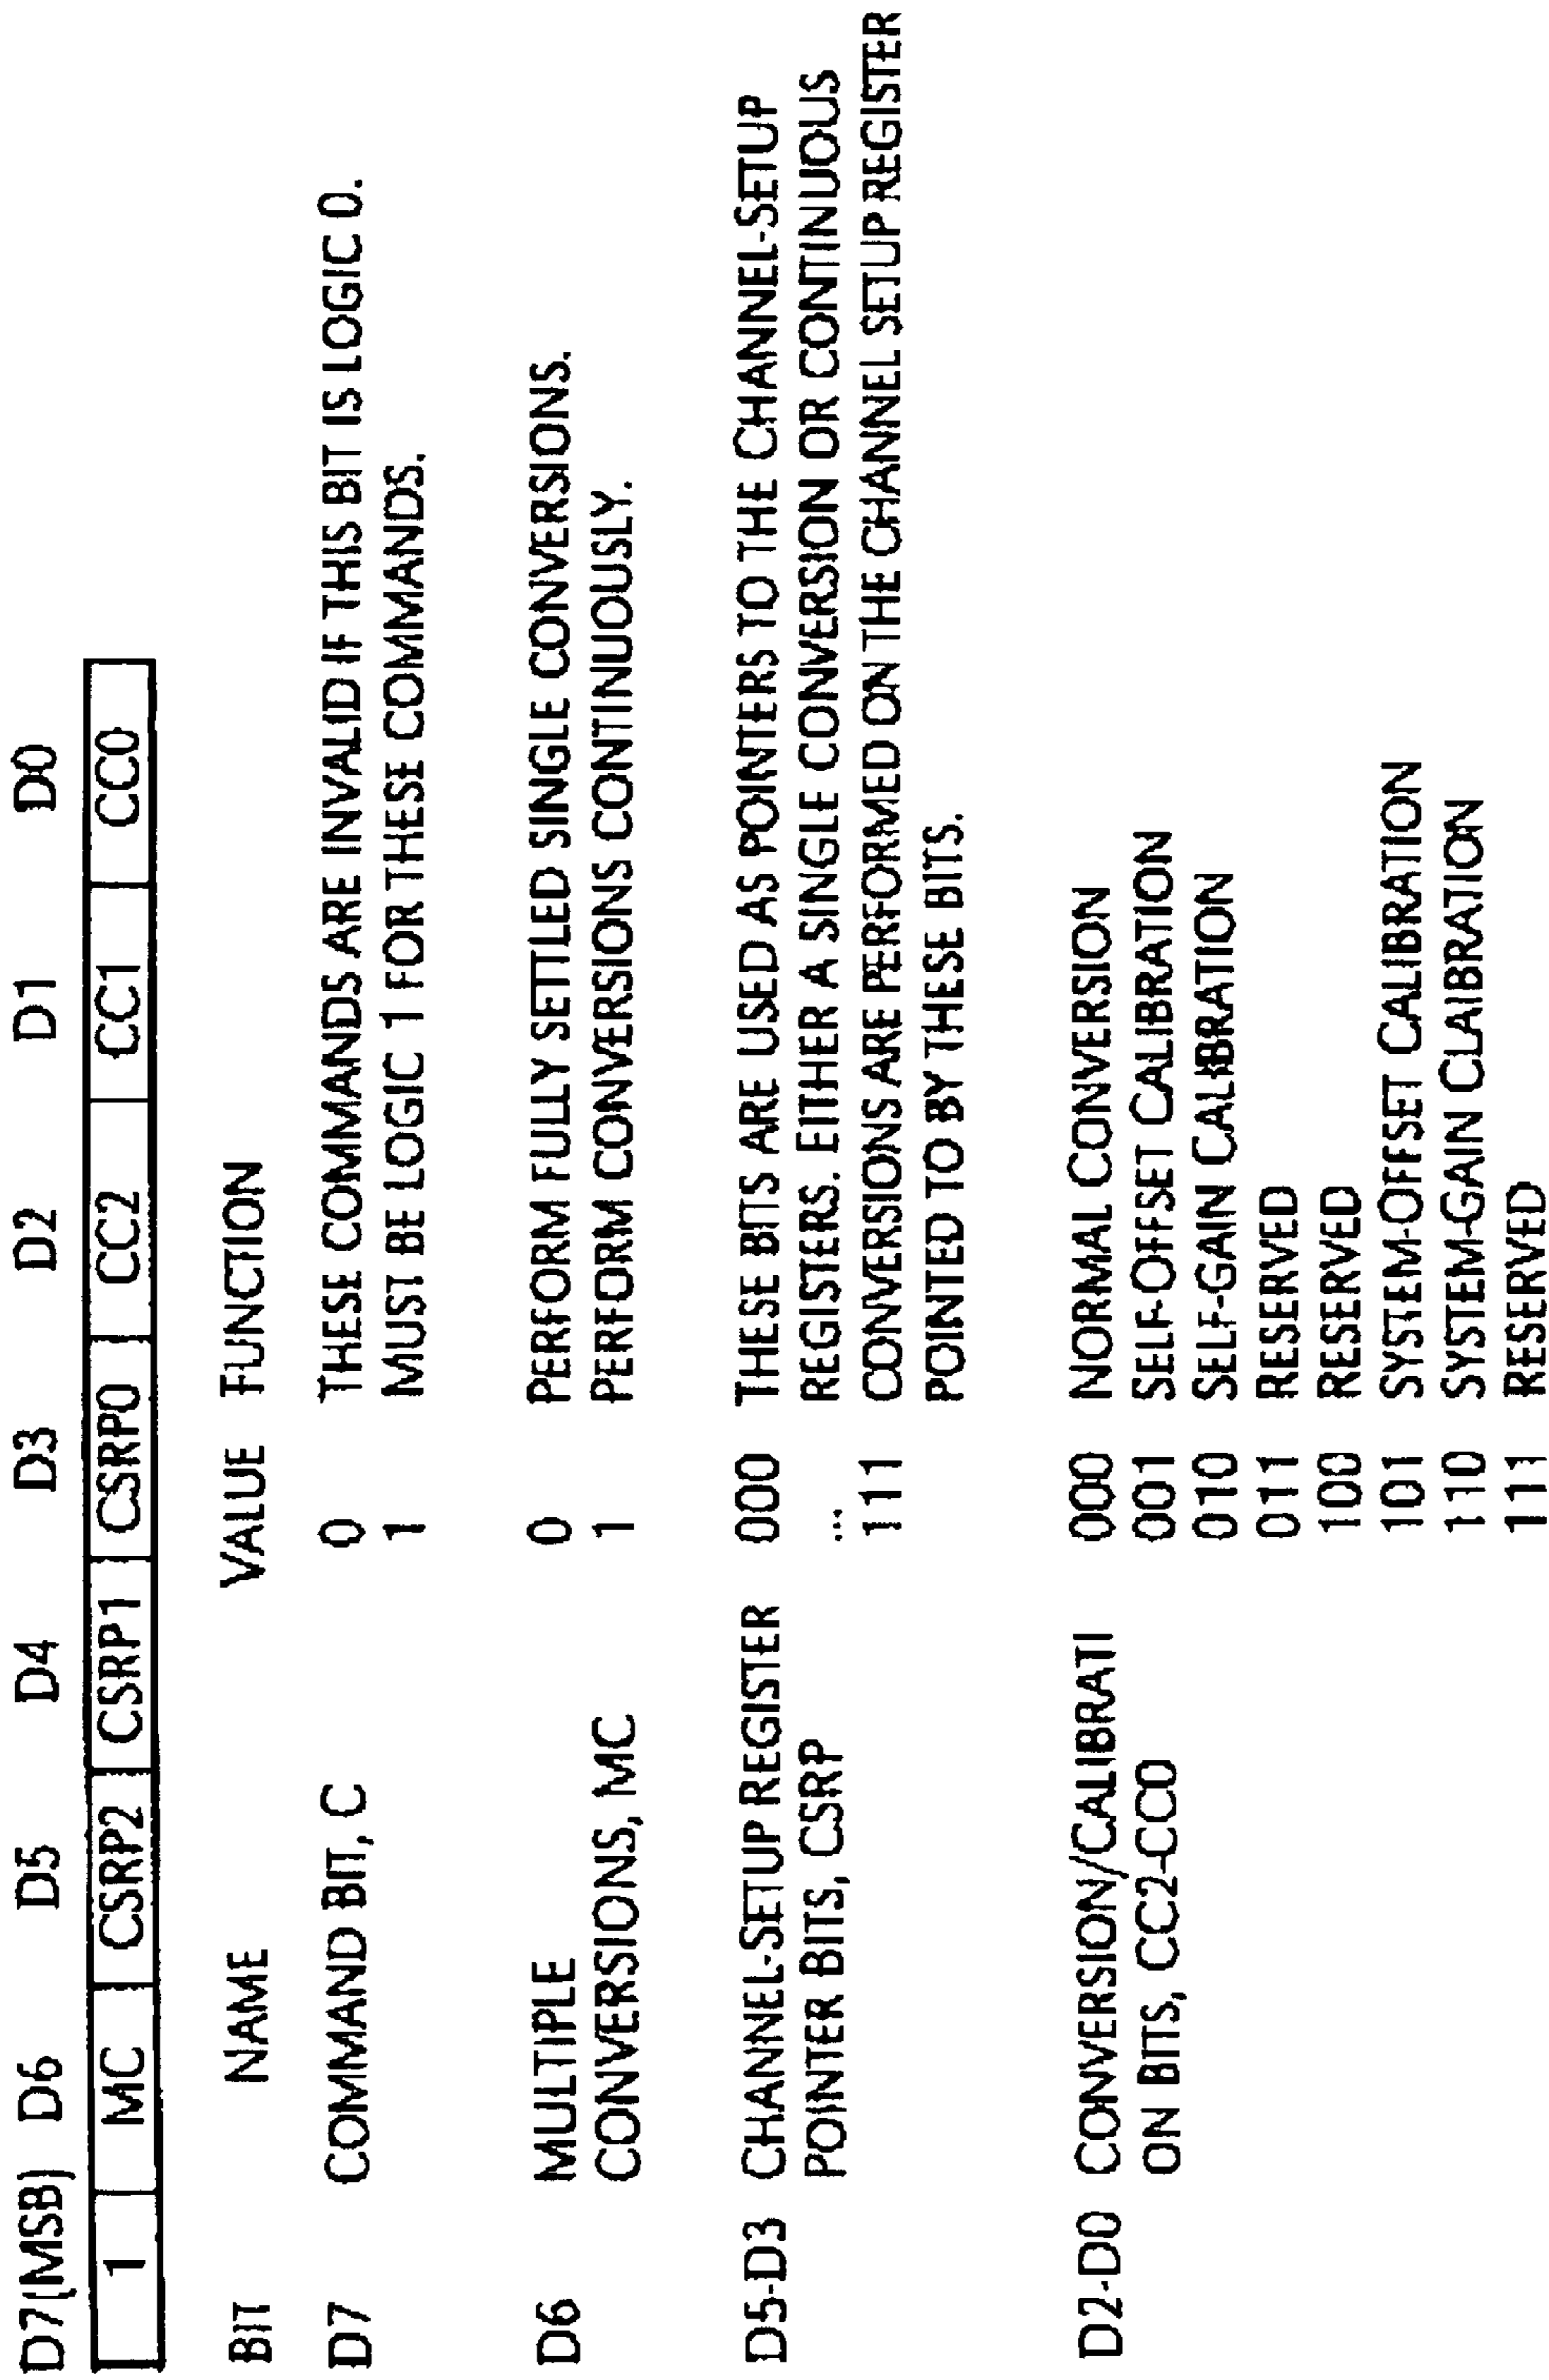 D7(MSB) D6 D5 D4 D3 D2 D1 D0
1 MC CSRP2 CSRP1 CSRP0 CC2 CC1 CC0
BIT NAME VALUE FUNCTION
D7 COMMAND BIT, C 0 THESE COMMANDS ARE INVALID IF THIS BIT IS LOGIC 0.
1 MUST BE LOGIC 1 FOR THESE COMMANDS.
D6 MULTIPLE 0 PERFORM FULLY SETTLED SINGLE CONVERSIONS.
CONVERSIONS, MC 1 PERFORM CONVERSIONS CONTINUOUSLY.
D5-D3 CHANNEL-SETUP REGISTER 000 THESE BITS ARE USED AS POINTERS TO THE CHANNEL-SETUP
POINTER BITS, CSRP ... REGISTERS. EITHER A SINGLE CONVERSION OR CONTINUOUS
111 CONVERSIONS ARE PERFORMED ON THE CHANNEL SETUP REGISTER
POINTED TO BY THESE BITS.
D2-D0 CONVERSION/CALIBRATI 000 NORMAL CONVERSION
ON BITS, CC2-CC0 001 SELF-OFFSET CALIBRATION
010 SELF-GAIN CALIBRATION
011 RESERVED
100 RESERVED
101 SYSTEM-OFFSET CALIBRATION
110 SYSTEM-GAIN CLAIBRATION
111 RESERVED